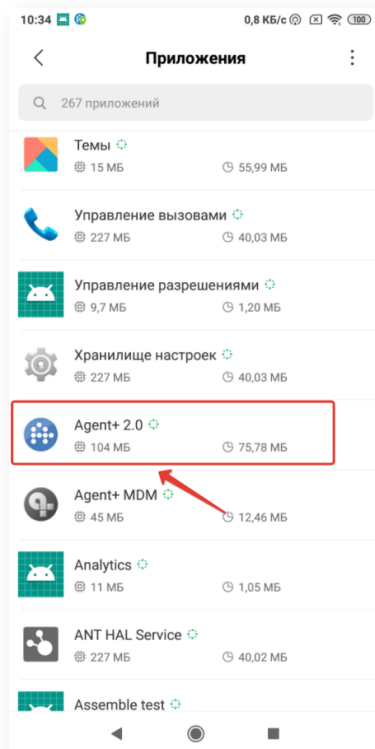 10:34 0,8 КБ/с 100
Приложения
267 приложений
Темы
15 МБ 55,99 МБ
Управление вызовами
227 МБ 40,03 МБ
Управление разрешениями
9,7 МБ 1,20 МБ
Хранилище настроек
227 МБ 40,03 МБ
Agent+ 2.0
104 МБ 75,78 МБ
Agent+ MDM
45 МБ 12,46 МБ
Analytics
11 МБ 1,05 МБ
ANT HAL Service
227 МБ 40,02 МБ
Assemble test